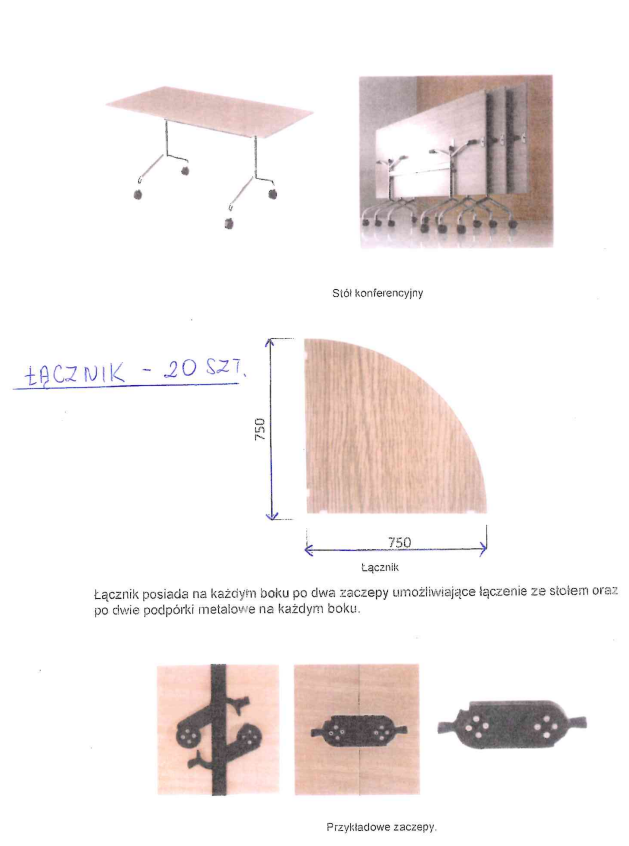 Stół konferencyjny
ŁĄCZNIK - 20 SZT.
750
750
Łącznik
Łącznik posiada na każdym boku po dwa zaczepy umożliwiające łączenie ze stołem oraz
po dwie podpórki metalowe na każdym boku.
Przykładowe zaczepy.